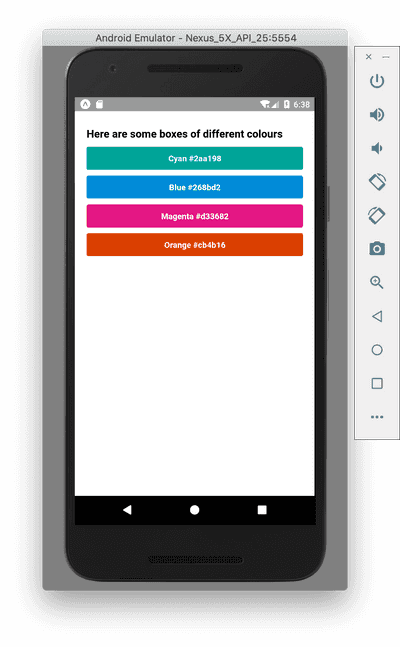 Android Emulator - Nexus_5X_API_25:5554
6:38
Here are some boxes of different colours
Cyan #2aa198
Blue #268bd2
Magenta #d33682
Orange #cb4b16